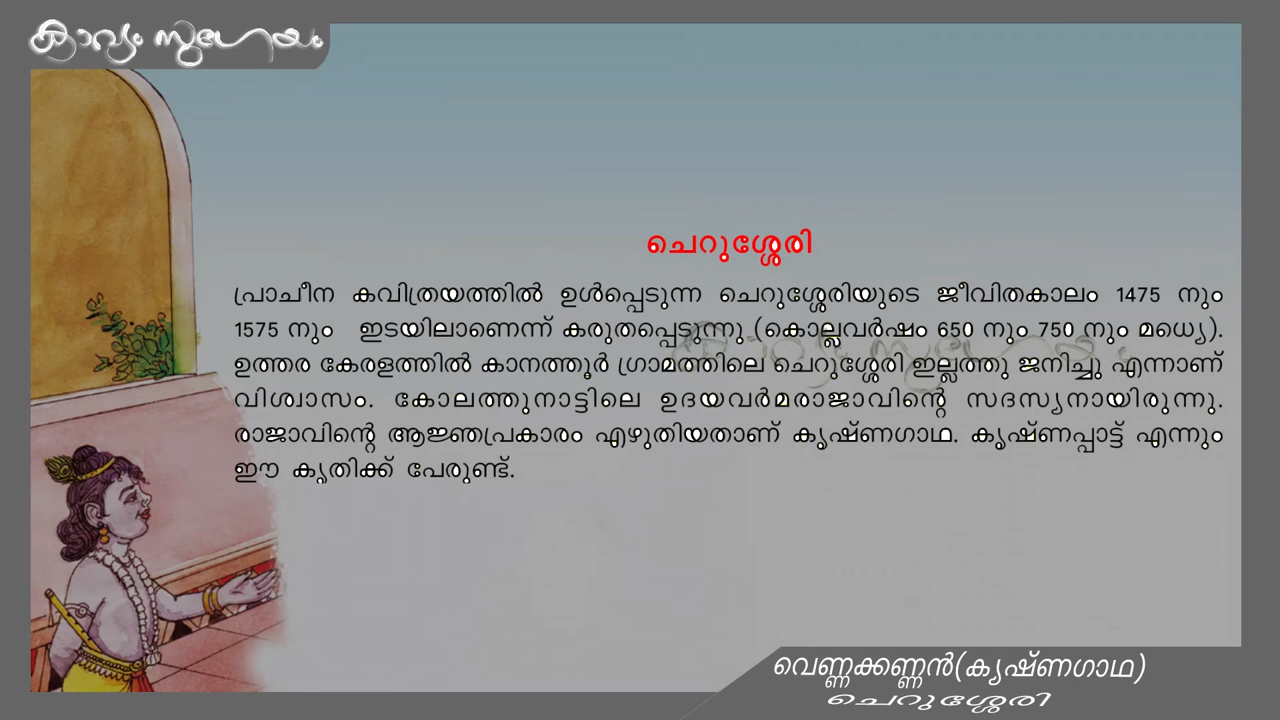 കാവ്യം സുഗേയം
ചെറുശ്ശേരി
പ്രാചീന കവിത്രയത്തിൽ ഉൾപ്പെടുന്ന ചെറുശ്ശേരിയുടെ ജീവിതകാലം 1475 നും
1575 നും ഇടയിലാണെന്ന് കരുതപ്പെടുന്നു (കൊല്ലവർഷം 650 നും 750 നും മധ്യെ).
ഉത്തര കേരളത്തിൽ കാനത്തൂർ ഗ്രാമത്തിലെ ചെറുശ്ശേരി ഇല്ലത്തു ജനിച്ചു എന്നാണ്
വിശ്വാസം. കോലത്തുനാട്ടിലെ ഉദയവർമരാജാവിന്റെ സദസ്യനായിരുന്നു.
രാജാവിന്റെ ആജ്ഞപ്രകാരം എഴുതിയതാണ് കൃഷ്ണഗാഥ. കൃഷ്ണപ്പാട്ട് എന്നും
ഈ കൃതിക്ക് പേരുണ്ട്.
കാവ്യം സുഗേയം
വെണ്ണക്കണ്ണൻ(കൃഷ്ണഗാഥ)
ചെറുശ്ശേരി